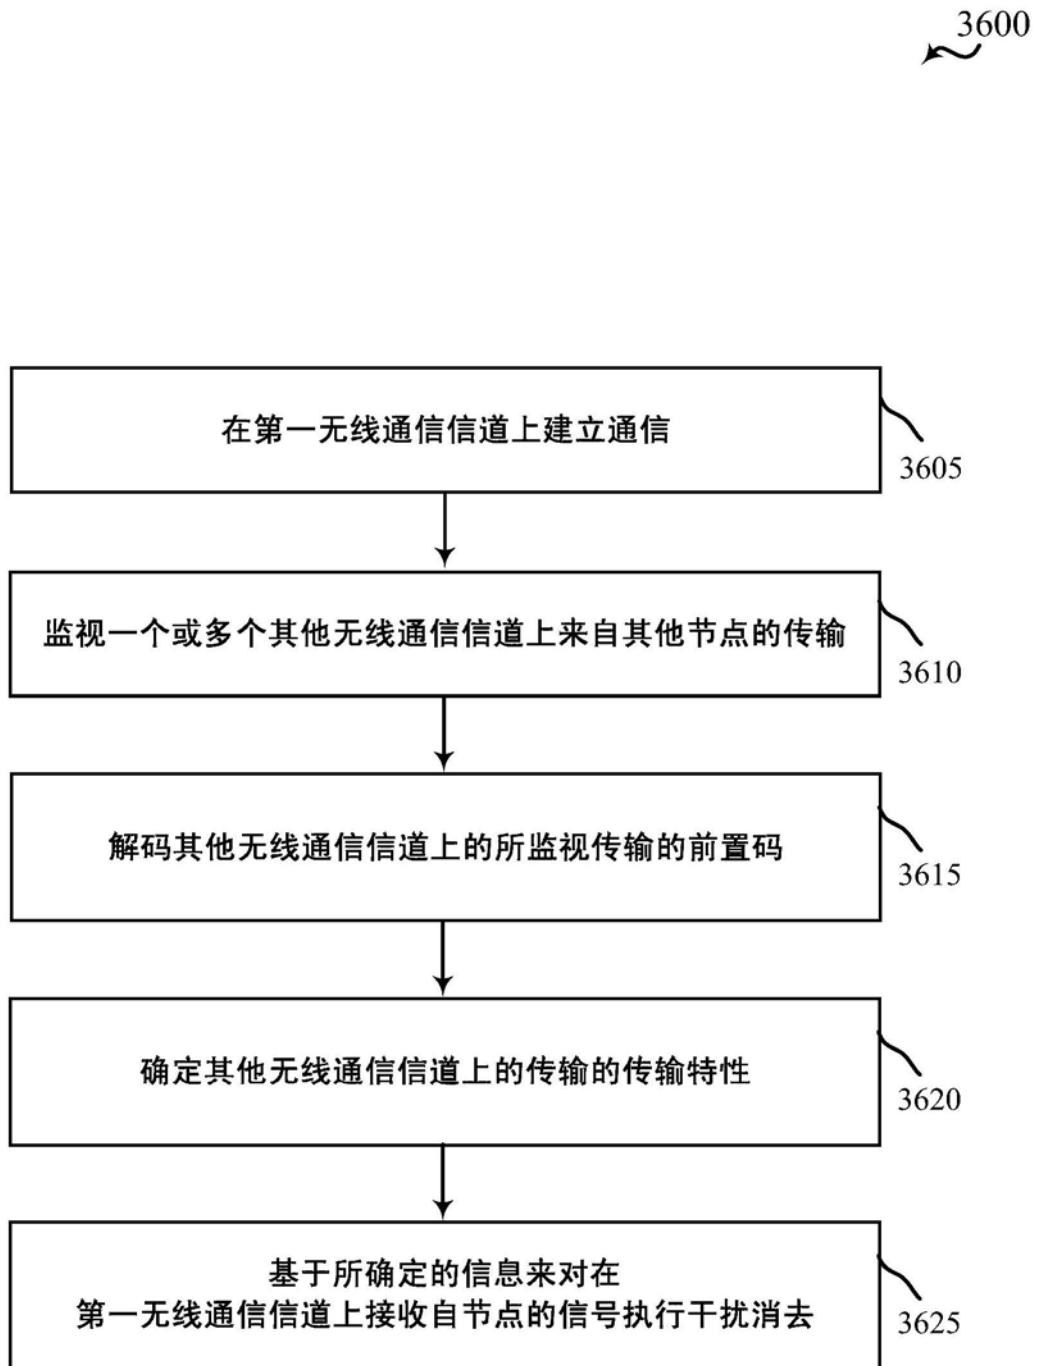 3600
在第一无线通信信道上建立通信
3605
监视一个或多个其他无线通信信道上来自其他节点的传输
3610
解码其他无线通信信道上的所监视传输的前置码
3615
确定其他无线通信信道上的传输的传输特性
3620
基于所确定的信息来对在
第一无线通信信道上接收自节点的信号执行干扰消去
3625